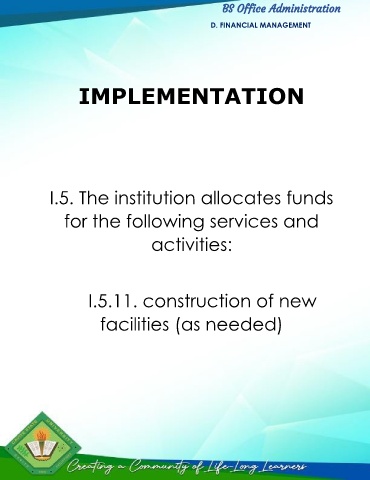 BS Office Administration
D. FINANCIAL MANAGEMENT
IMPLEMENTATION
I.5. The institution allocates funds
for the following services and
activities:
I.5.11. construction of new
facilities (as needed)
Creating a Community of Life-Long Learners